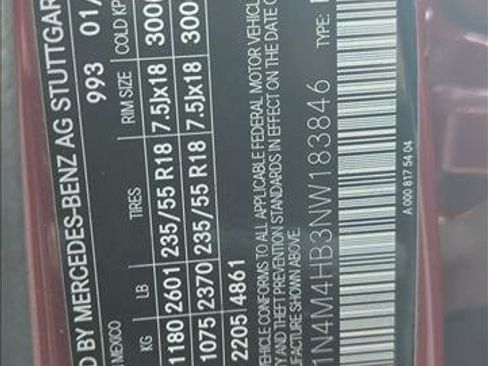 D BY MERCEDES-BENZ AG STUTTGAR
MEXICO 993 01/
KG LB TIRES RIM SIZE COLD KP
1180 2601 235/55 R18 7.5Jx18 300
1075 2370 235/55 R18 7.5Jx18 300
2205 4861
VEHICLE CONFORMS TO ALL APPLICABLE FEDERAL MOTOR VEHICL
Y AND THEFT PREVENTION STANDARDS IN EFFECT ON THE DATE O
UFACTURE SHOWN ABOVE.
1N4M4HB3NW183846 TYPE:
A 000 817 54 04